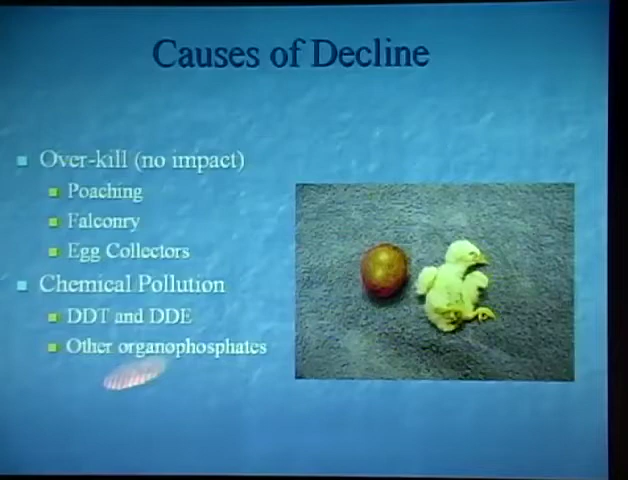 Causes of Decline
Over-kill (no impact)
Poaching
Falconry
Egg Collectors
Chemical Pollution
DDT and DDE
Other organophosphates